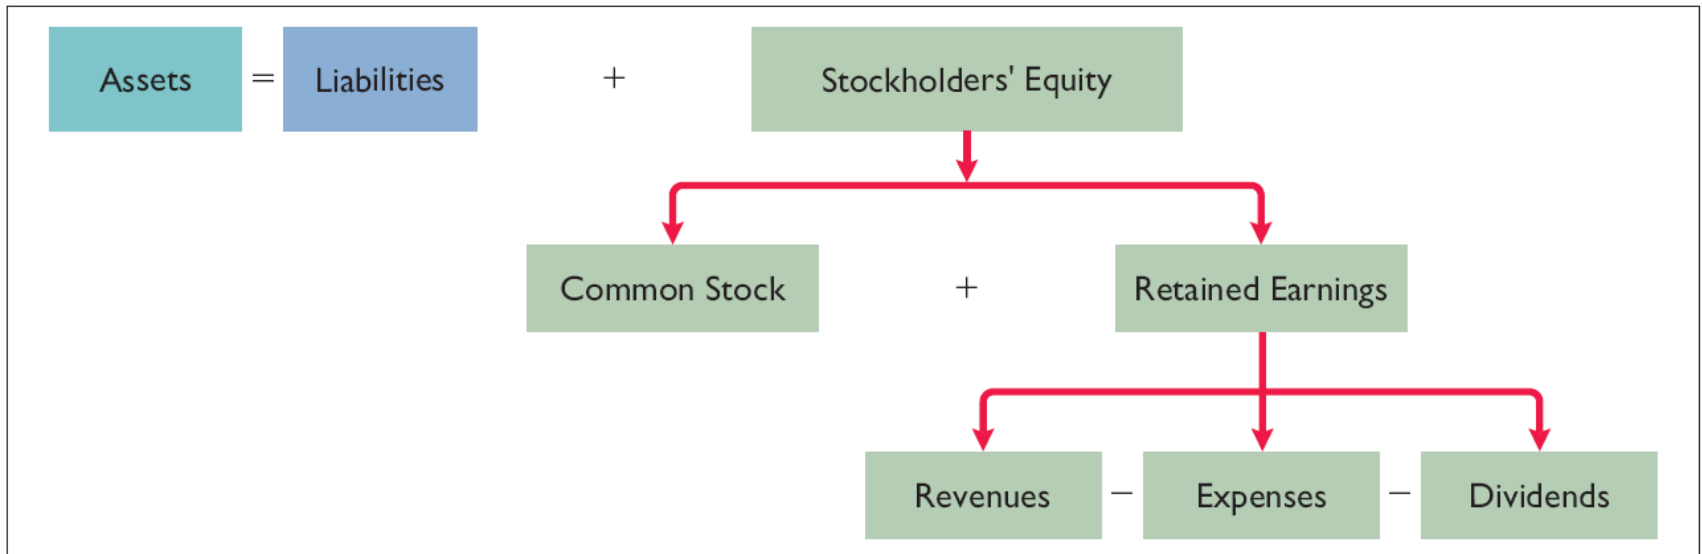 Assets = Liabilities + Stockholders' Equity
Common Stock + Retained Earnings
Revenues – Expenses – Dividends